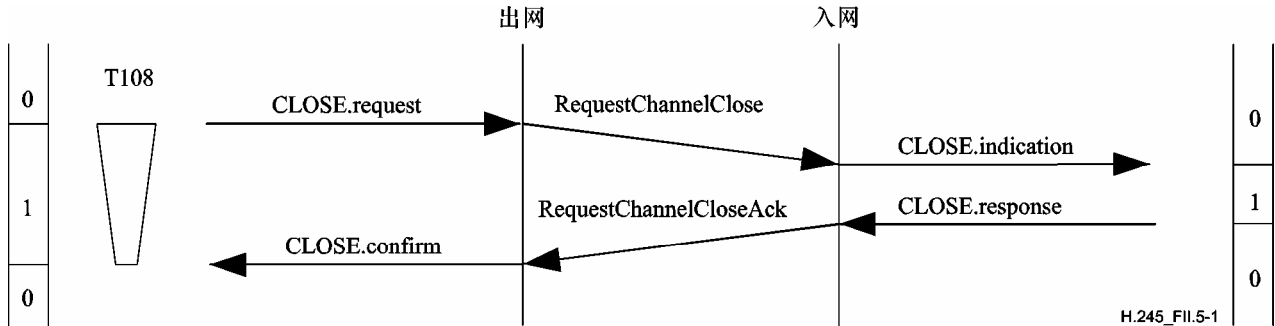 出网
入网
T108
0
CLOSE.request
RequestChannelClose
0
CLOSE.indication
1
RequestChannelCloseAck
CLOSE.response
1
CLOSE.confirm
0
0
H.245_FII.5-1